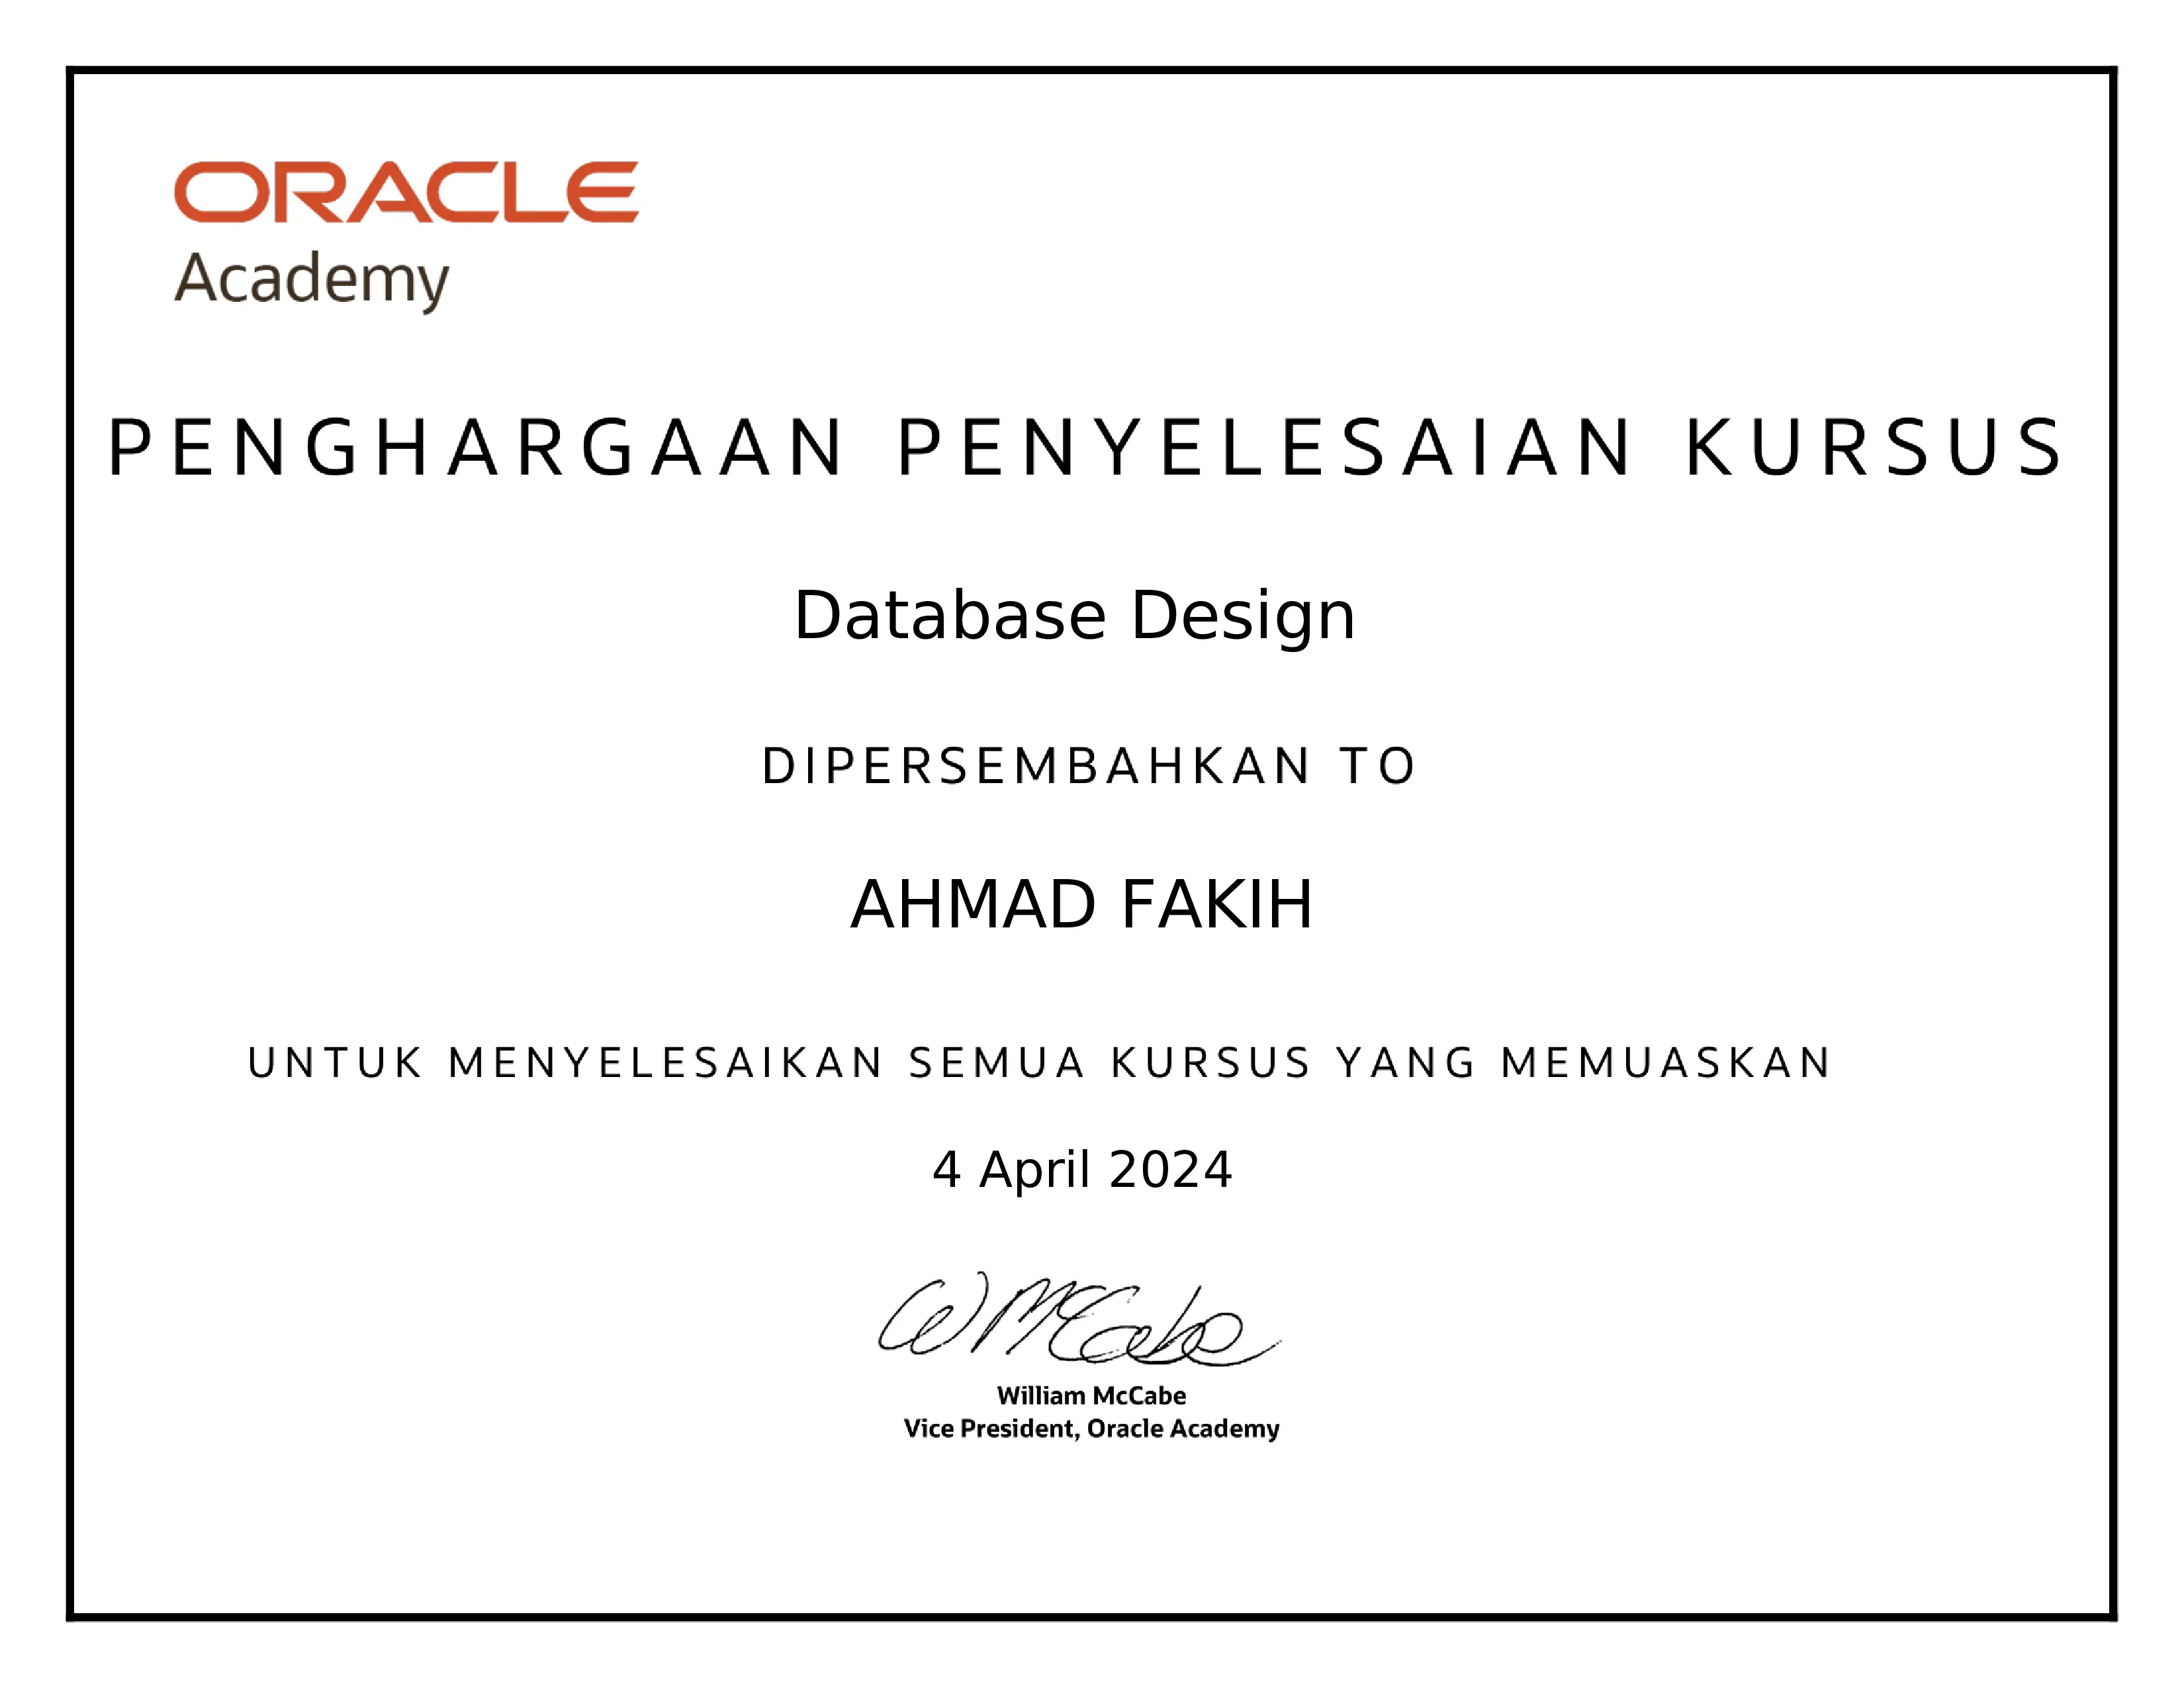 ORACLE
Academy
PENGHARGAAN PENYELESAIAN KURSUS
Database Design
DIPERSEMBAHKAN TO
AHMAD FAKIH
UNTUK MENYELESAIKAN SEMUA KURSUS YANG MEMUASKAN
4 April 2024
W McCabe
William McCabe
Vice President, Oracle Academy